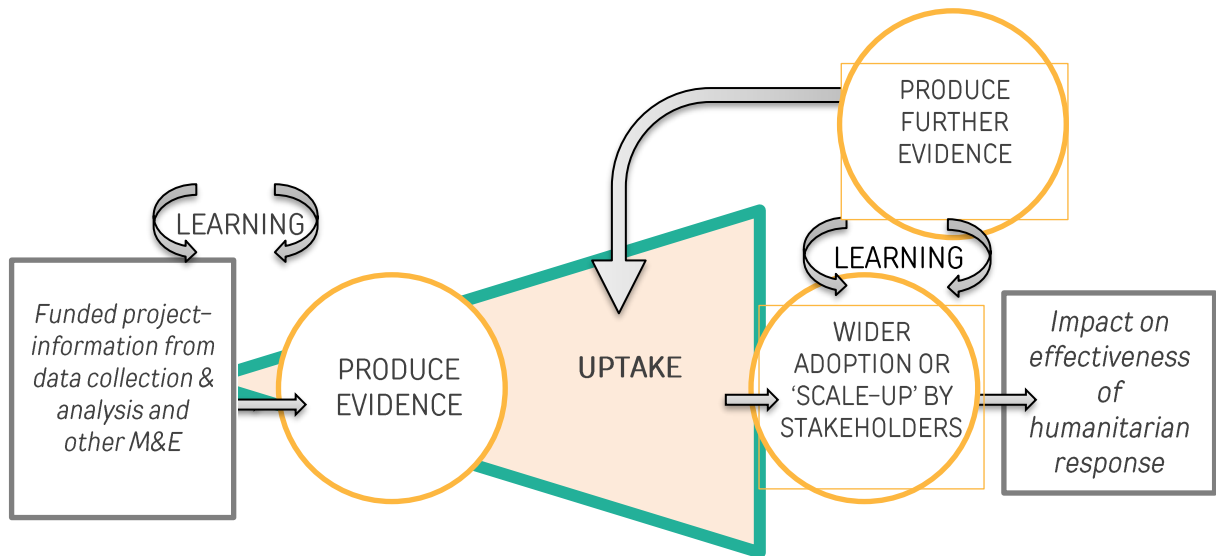 PRODUCE
FURTHER
EVIDENCE
LEARNING
LEARNING
Funded project–
information from
data collection &
analysis and
other M&E
PRODUCE
EVIDENCE
UPTAKE
WIDER
ADOPTION OR
‘SCALE–UP’ BY
STAKEHOLDERS
Impact on
effectiveness
of
humanitarian
response